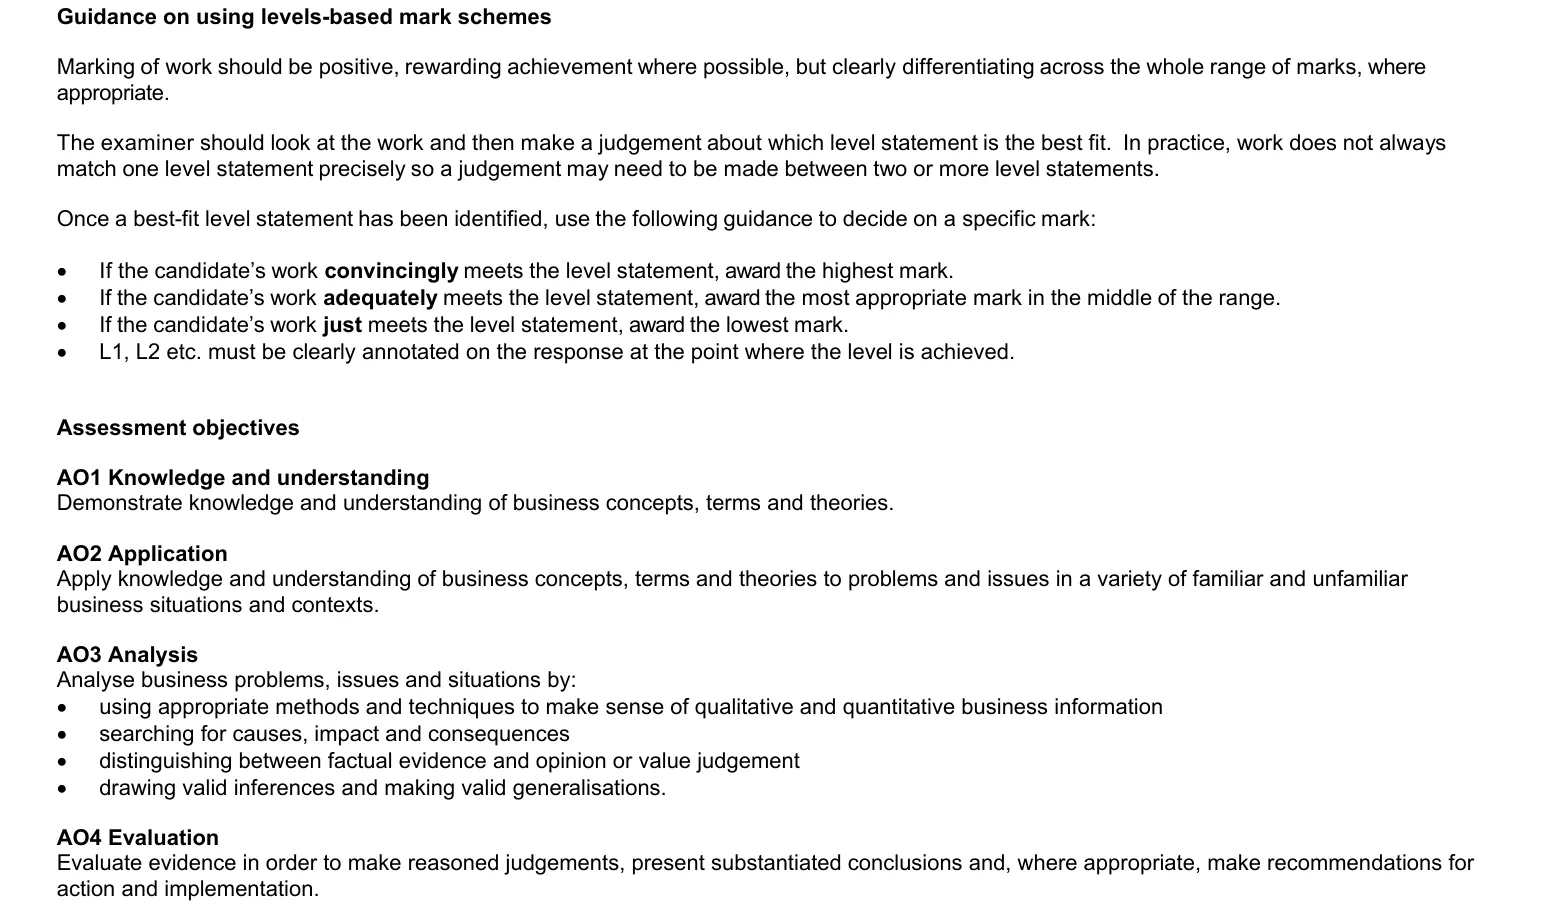 Guidance on using levels-based mark schemes
Marking of work should be positive, rewarding achievement where possible, but clearly differentiating across the whole range of marks, where
appropriate.
The examiner should look at the work and then make a judgement about which level statement is the best fit.  In practice, work does not always
match one level statement precisely so a judgement may need to be made between two or more level statements.
Once a best-fit level statement has been identified, use the following guidance to decide on a specific mark:
• If the candidate’s work convincingly meets the level statement, award the highest mark.
• If the candidate’s work adequately meets the level statement, award the most appropriate mark in the middle of the range.
• If the candidate’s work just meets the level statement, award the lowest mark.
• L1, L2 etc. must be clearly annotated on the response at the point where the level is achieved.
Assessment objectives
AO1 Knowledge and understanding
Demonstrate knowledge and understanding of business concepts, terms and theories.
AO2 Application
Apply knowledge and understanding of business concepts, terms and theories to problems and issues in a variety of familiar and unfamiliar
business situations and contexts.
AO3 Analysis
Analyse business problems, issues and situations by:
• using appropriate methods and techniques to make sense of qualitative and quantitative business information
• searching for causes, impact and consequences
• distinguishing between factual evidence and opinion or value judgement
• drawing valid inferences and making valid generalisations.
AO4 Evaluation
Evaluate evidence in order to make reasoned judgements, present substantiated conclusions and, where appropriate, make recommendations for
action and implementation.